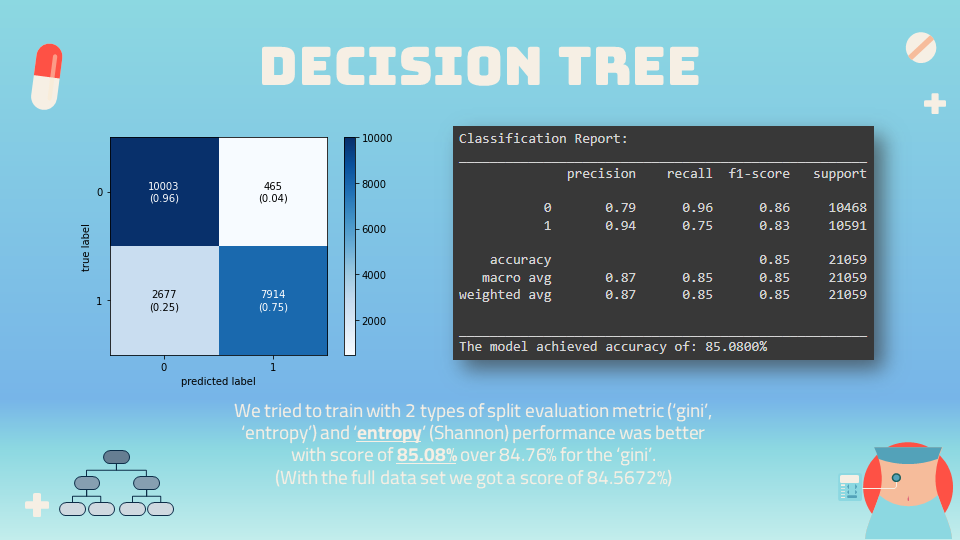 DECISION TREE
10003
(0.96)
465
(0.04)
2677
(0.25)
7914
(0.75)
0
1
true label
0
1
predicted label
10000
8000
6000
4000
2000
Classification Report:
precision recall f1-score support
0 0.79 0.96 0.86 10468
1 0.94 0.75 0.83 10591
accuracy 0.85 21059
macro avg 0.87 0.85 0.85 21059
weighted avg 0.87 0.85 0.85 21059
The model achieved accuracy of: 85.0800%
We tried to train with 2 types of split evaluation metric (‘gini’,
‘entropy’) and ‘entropy’ (Shannon) performance was better
with score of 85.08% over 84.76% for the ‘gini’.
(With the full data set we got a score of 84.5672%)